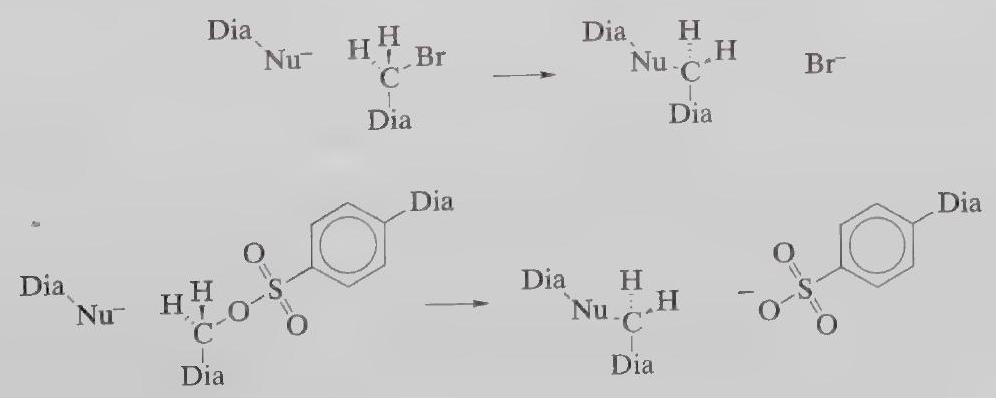 Dia Nu⁻ H H C Br Dia → Dia Nu C H H Dia Br⁻
Dia Nu⁻ H H C O S O O Dia Dia → Dia Nu C H H Dia ⁻O S O O Dia